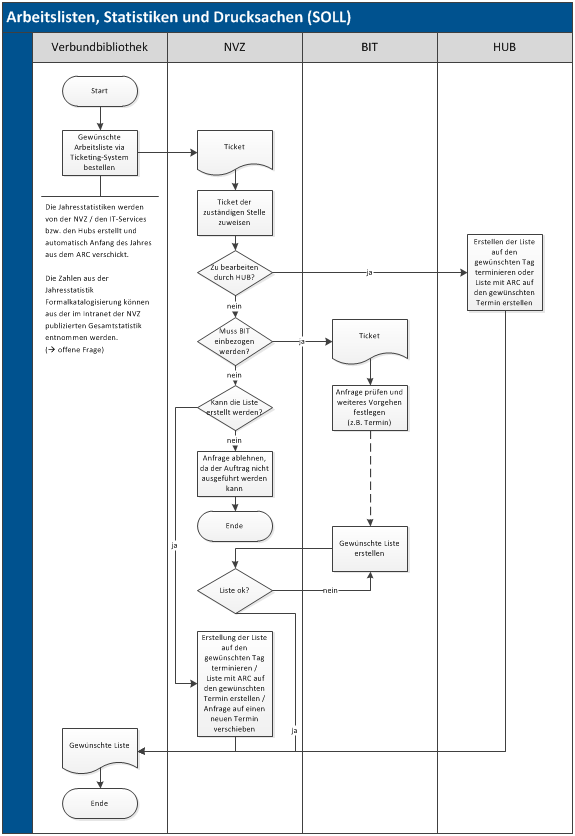 Arbeitslisten, Statistiken und Drucksachen (SOLL)
Verbundbibliothek
NVZ
BIT
HUB
Start
Gewünschte
Arbeitsliste via
Ticketing-System
bestellen
Ticket
Die Jahresstatistiken werden
von der NVZ / den IT-Services
bzw. den Hubs erstellt und
automatisch Anfang des Jahres
aus dem ARC verschickt.
Die Zahlen aus der
Jahresstatistik
Formalkatalogisierung können
aus der im Intranet der NVZ
publizierten Gesamtstatistik
entnommen werden.
(→ offene Frage)
Ticket der
zuständigen Stelle
zuweisen
Zu bearbeiten
durch HUB?
ja
Erstellen der Liste
auf den
gewünschten Tag
terminieren oder
Liste mit ARC auf
den gewünschten
Termin erstellen
nein
Muss BIT
einbezogen
werden?
ja
Ticket
nein
Kann die Liste
erstellt werden?
Anfrage prüfen und
weiteres Vorgehen
festlegen
(z.B. Termin)
nein
Anfrage ablehnen,
da der Auftrag nicht
ausgeführt werden
kann
Ende
ja
Gewünschte Liste
erstellen
Liste ok?
nein
Erstellung der Liste
auf den
gewünschten Tag
terminieren /
Liste mit ARC auf
den gewünschten
Termin erstellen /
Anfrage auf einen
neuen Termin
verschieben
ja
Gewünschte Liste
Ende